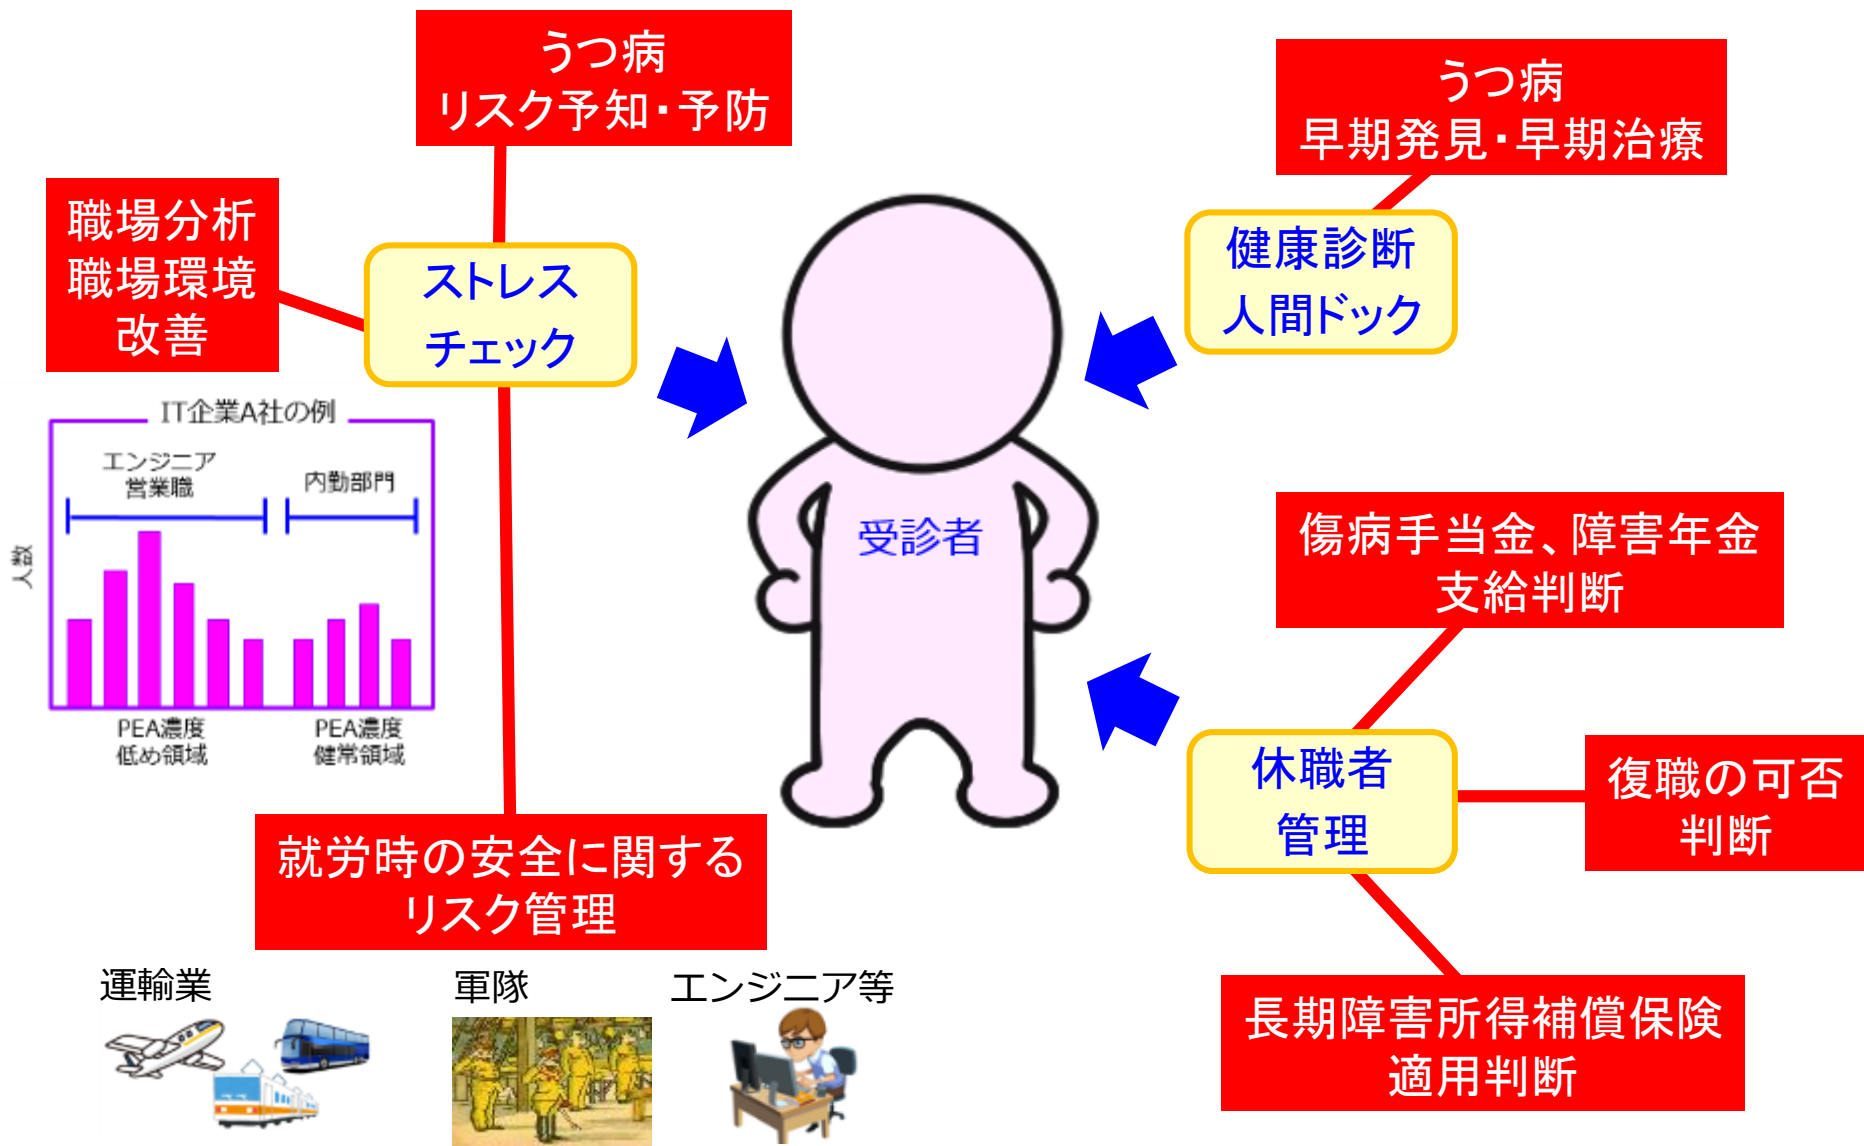 うつ病
リスク予知・予防
うつ病
早期発見・早期治療
職場分析
職場環境
改善
ストレス
チェック
健康診断
人間ドック
IT企業A社の例
エンジニア
営業職
内勤部門
人数
PEA濃度
低め領域
PEA濃度
健常領域
受診者
傷病手当金、障害年金
支給判断
休職者
管理
復職の可否
判断
就労時の安全に関する
リスク管理
運輸業
軍隊
エンジニア等
長期障害所得補償保険
適用判断